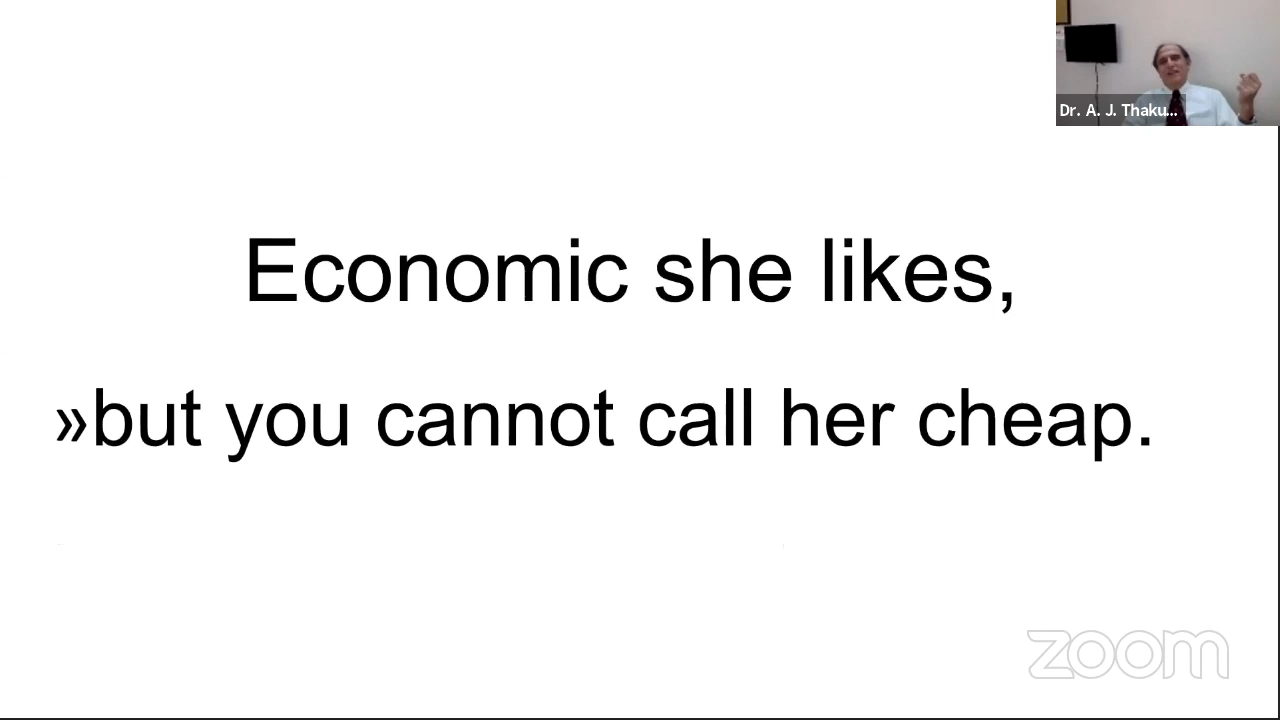 Dr. A. J. Thaku...
Economic she likes,
»but you cannot call her cheap.
zoom